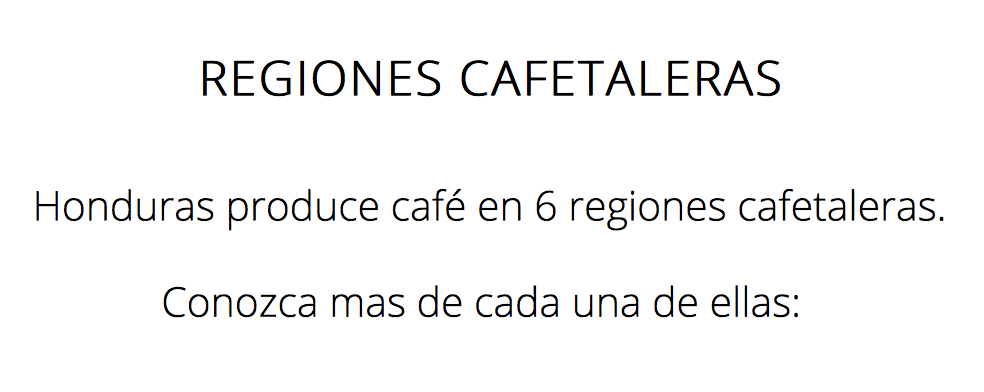 REGIONES CAFETALERAS
Honduras produce café en 6 regiones cafetaleras.
Conozca mas de cada una de ellas: